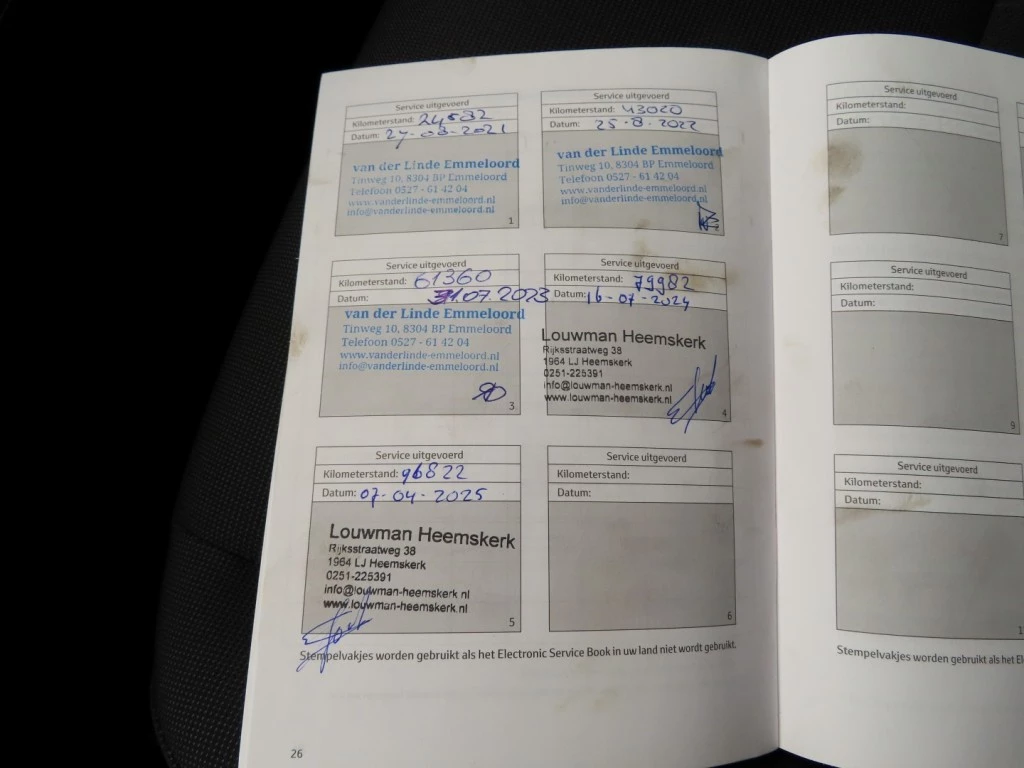 Service uitgevoerd
Kilometerstand: 24532
Datum: 27-08-2021
van der Linde Emmeloord
Tinweg 10, 8304 BP Emmeloord
Telefoon 0527 - 61 42 04
www.vanderlinde-emmeloord.nl
info@vanderlinde-emmeloord.nl
1
Service uitgevoerd
Kilometerstand: 43020
Datum: 25-8-2022
van der Linde Emmeloord
Tinweg 10, 8304 BP Emmeloord
Telefoon 0527 - 61 42 04
www.vanderlinde-emmeloord.nl
info@vanderlinde-emmeloord.nl
Service uitgevoerd
Kilometerstand: 61360
Datum: 31.07.2023
van der Linde Emmeloord
Tinweg 10, 8304 BP Emmeloord
Telefoon 0527 - 61 42 04
www.vanderlinde-emmeloord.nl
info@vanderlinde-emmeloord.nl
3
Service uitgevoerd
Kilometerstand: 79982
Datum: 16-07-2024
Louwman Heemskerk
Rijksstraatweg 38
1964 LJ Heemskerk
0251-225391
info@louwman-heemskerk.nl
www.louwman-heemskerk.nl
4
Service uitgevoerd
Kilometerstand: 96822
Datum: 07-04-2025
Louwman Heemskerk
Rijksstraatweg 38
1964 LJ Heemskerk
0251-225391
info@louwman-heemskerk.nl
www.louwman-heemskerk.nl
5
Service uitgevoerd
Kilometerstand:
Datum:
6
Stempelvakjes worden gebruikt als het Electronic Service Book in uw land niet wordt gebruikt.
26
Service uitgevoerd
Kilometerstand:
Datum:
7
Service uitgevoerd
Kilometerstand:
Datum:
9
Service uitgevoerd
Kilometerstand:
Datum:
Stempelvakjes worden gebruikt als het